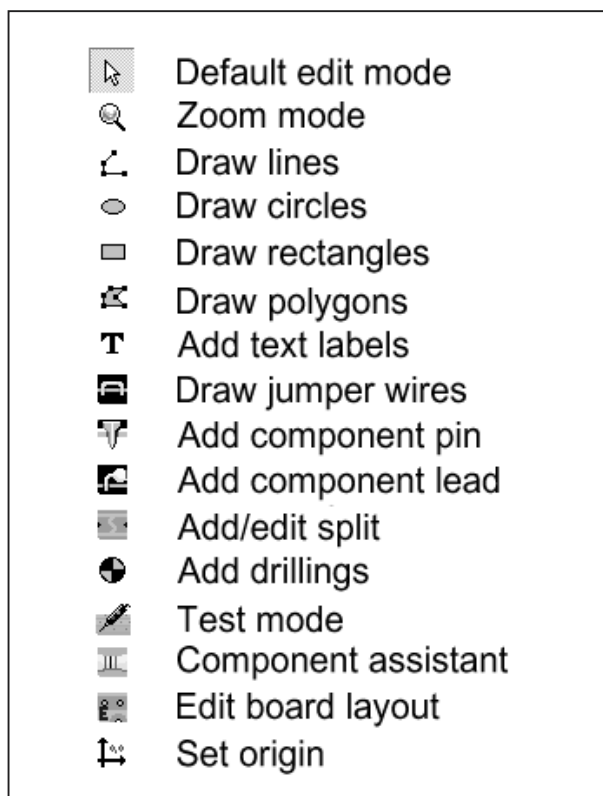 Default edit mode
Zoom mode
Draw lines
Draw circles
Draw rectangles
Draw polygons
T Add text labels
Draw jumper wires
Add component pin
Add component lead
Add/edit split
Add drillings
Test mode
Component assistant
Edit board layout
Set origin